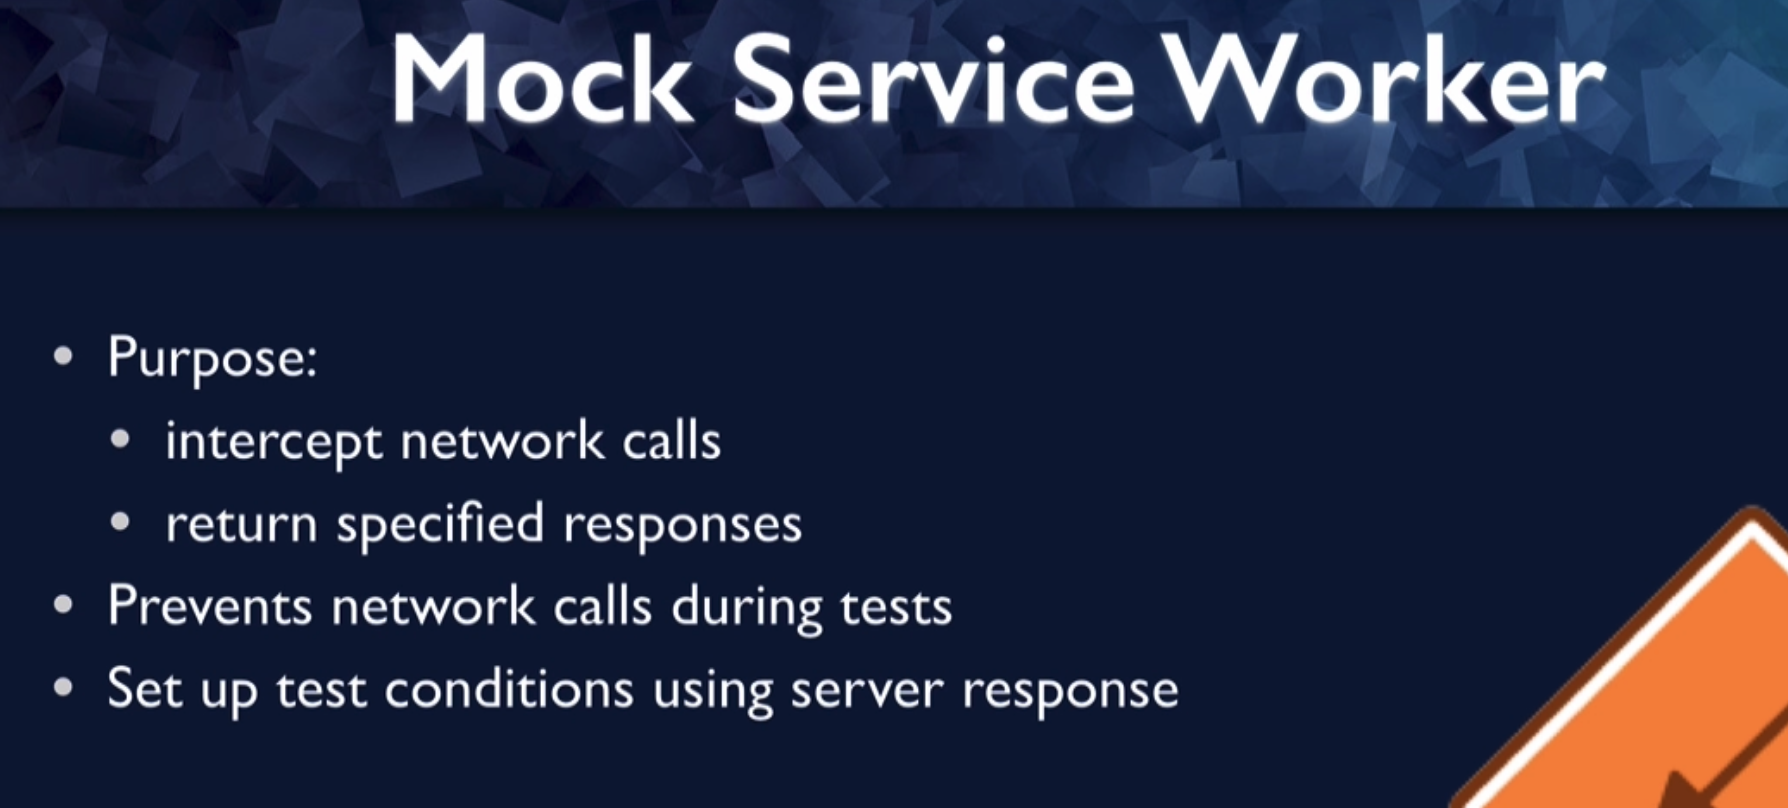 Mock Service Worker
• Purpose:
• intercept network calls
• return specified responses
• Prevents network calls during tests
• Set up test conditions using server response